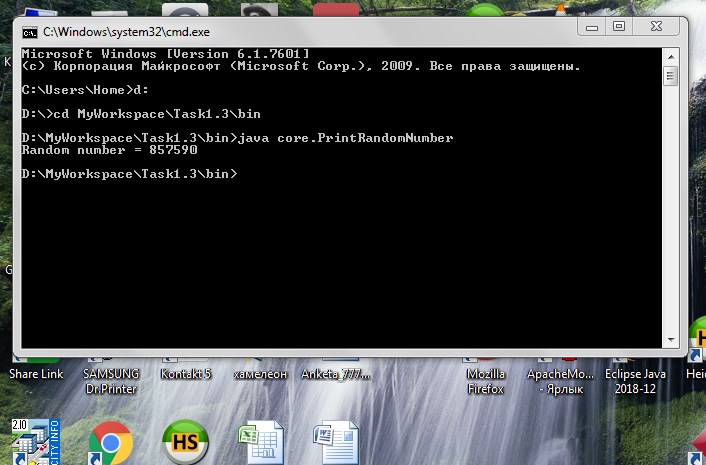 C:\Windows\system32\cmd.exe
Microsoft Windows [Version 6.1.7601]
(c) Корпорация Майкрософт (Microsoft Corp.), 2009. Все права защищены.
C:\Users\Home>d:
D:\>cd MyWorkspace\Task1.3\bin
D:\MyWorkspace\Task1.3\bin>java core.PrintRandomNumber
Random number = 857590
D:\MyWorkspace\Task1.3\bin>
Share Link
SAMSUNG Dr.Printer
Kontakt 5
хамелеон
Anketa_777...
Mozilla Firefox
ApacheMo... - Ярлык
Eclipse Java 2018-12
Hei
2.10
CITY INFO
HS